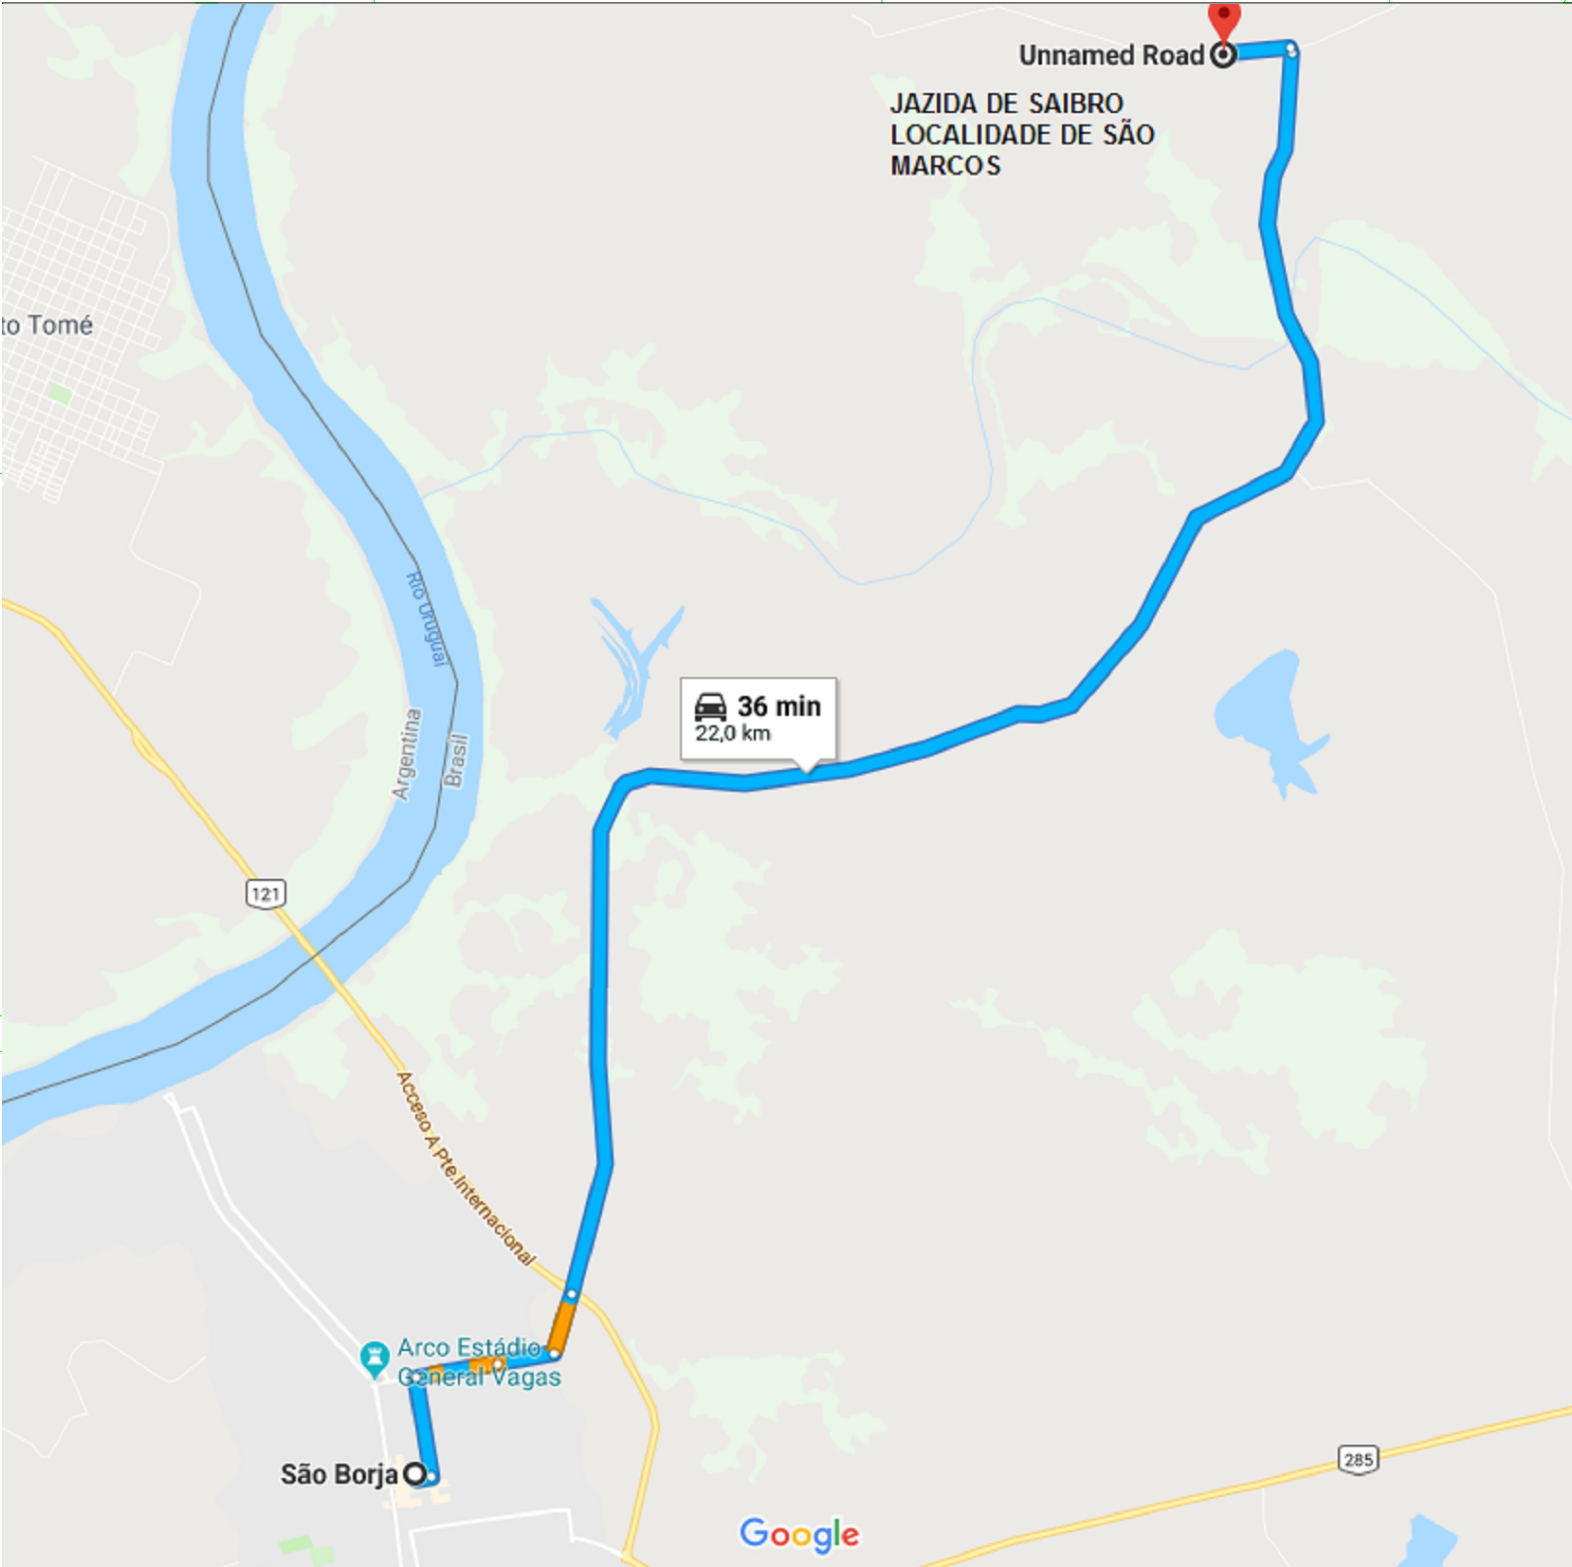 Unnamed Road
JAZIDA DE SAIBRO
LOCALIDADE DE SÃO
MARCOS
to Tomé
Rio Uruguai
36 min
22,0 km
Argentina
Brasil
121
Acceso A Pte.Internacional
Arco Estádio
General Vagas
São Borja
285
Google